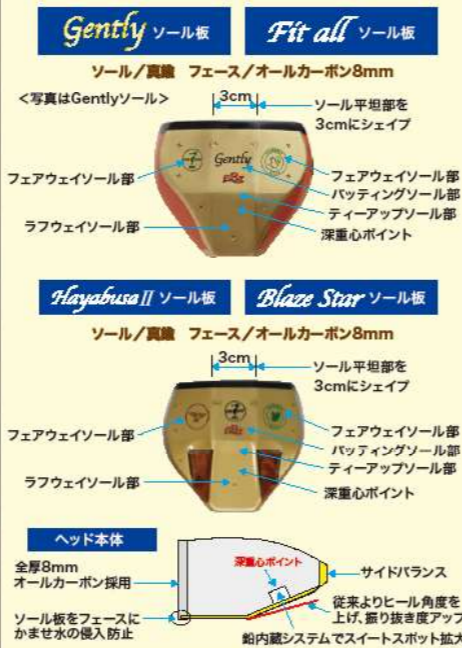 Gently ソール板
Fit all ソール板
ソール/真鍮 フェース/オールカーボン8mm
<写真はGentlyソール>
3cm
ソール平坦部を
3cmにシェイプ
Gently
フェアウェイソール部
フェアウェイソール部
パッティングソール部
ティーアップソール部
ラフウェイソール部
深重心ポイント
HayabusaⅡ ソール板
Blaze Star ソール板
ソール/真鍮 フェース/オールカーボン8mm
3cm
ソール平坦部を
3cmにシェイプ
フェアウェイソール部
フェアウェイソール部
パッティングソール部
ティーアップソール部
ラフウェイソール部
深重心ポイント
ヘッド本体
全厚8mm
オールカーボン採用
深重心ポイント
サイドバランス
ソール板をフェースに
かませ水の侵入防止
従来よりヒール角度を
上げ、振り抜き度アップ
鉛内蔵システムでスイートスポット拡大